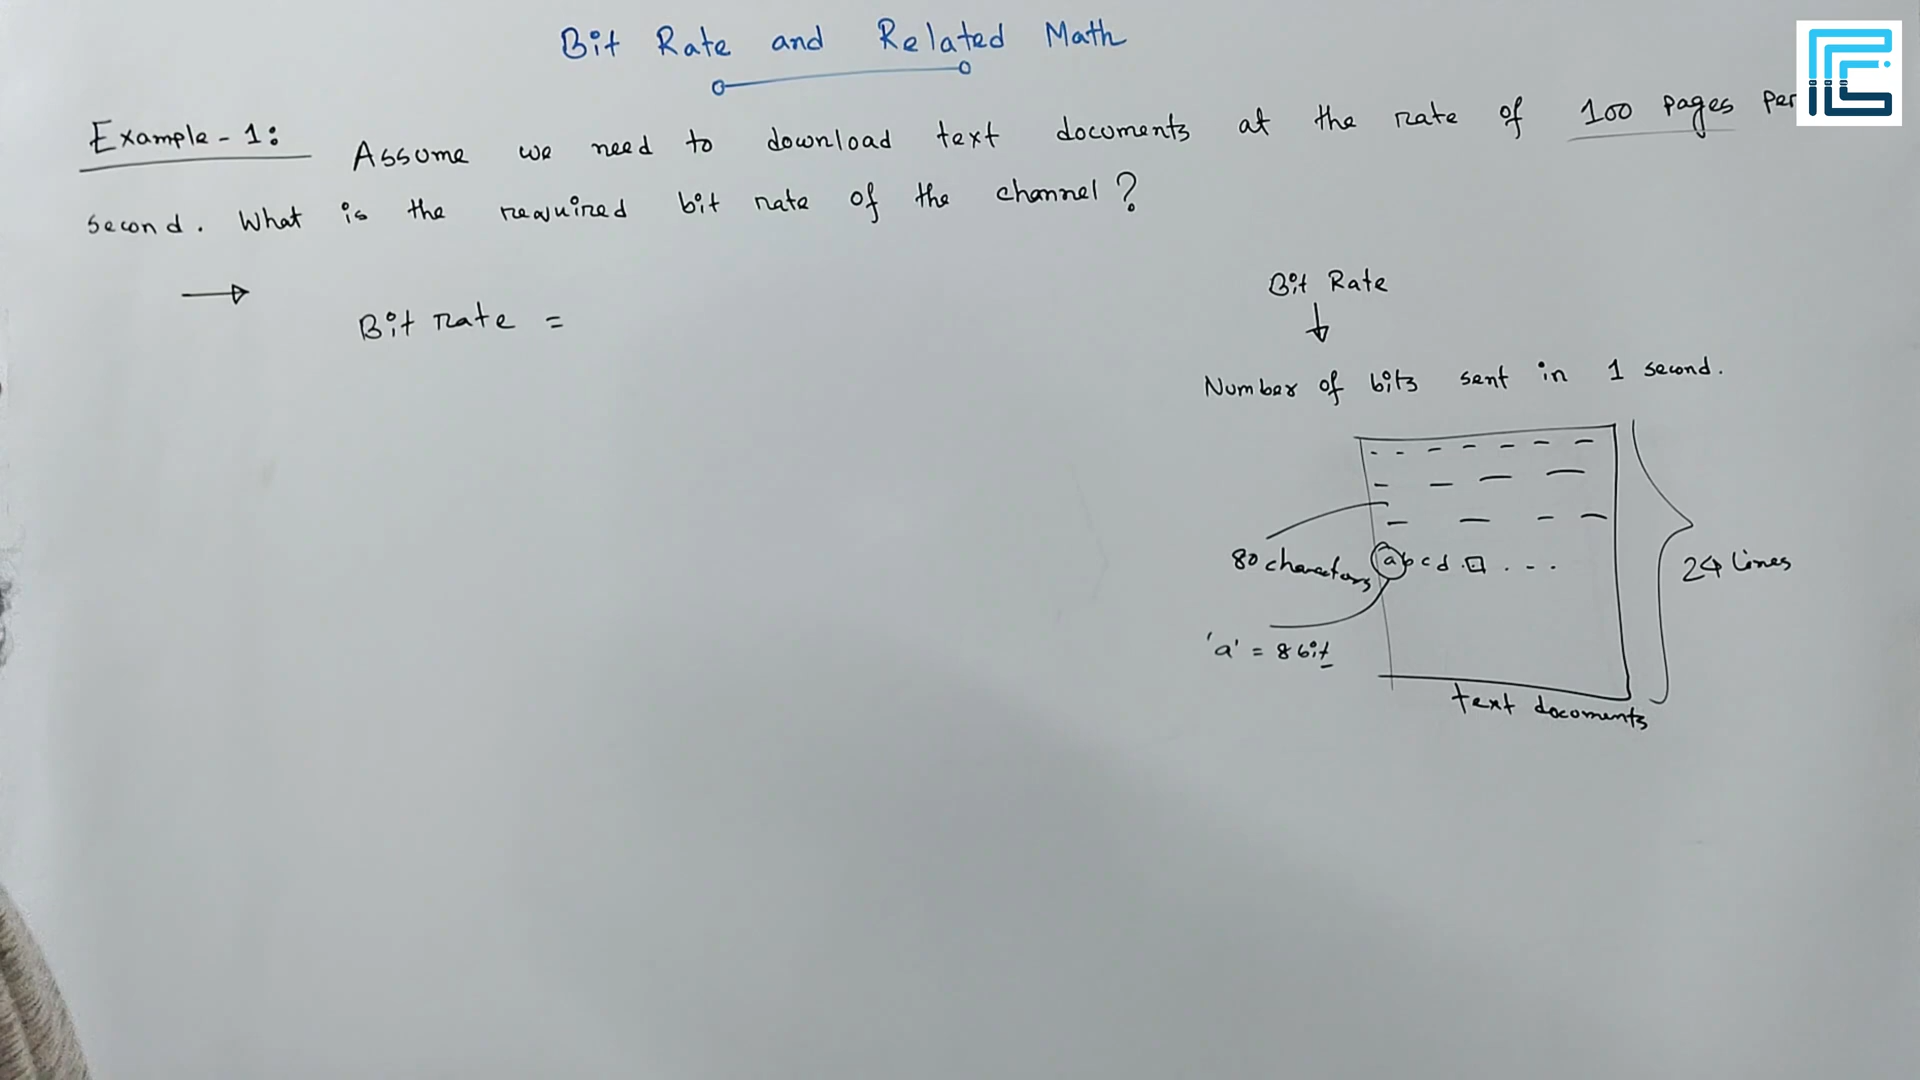 Bit Rate and Related Math
Example-1: Assume we need to download text documents at the rate of 100 pages per
second. What is the required bit rate of the channel?
Bit rate =
Bit Rate
Number of bits sent in 1 second.
80 characters
abcd . . . .
24 lines
'a' = 8 bit
text documents